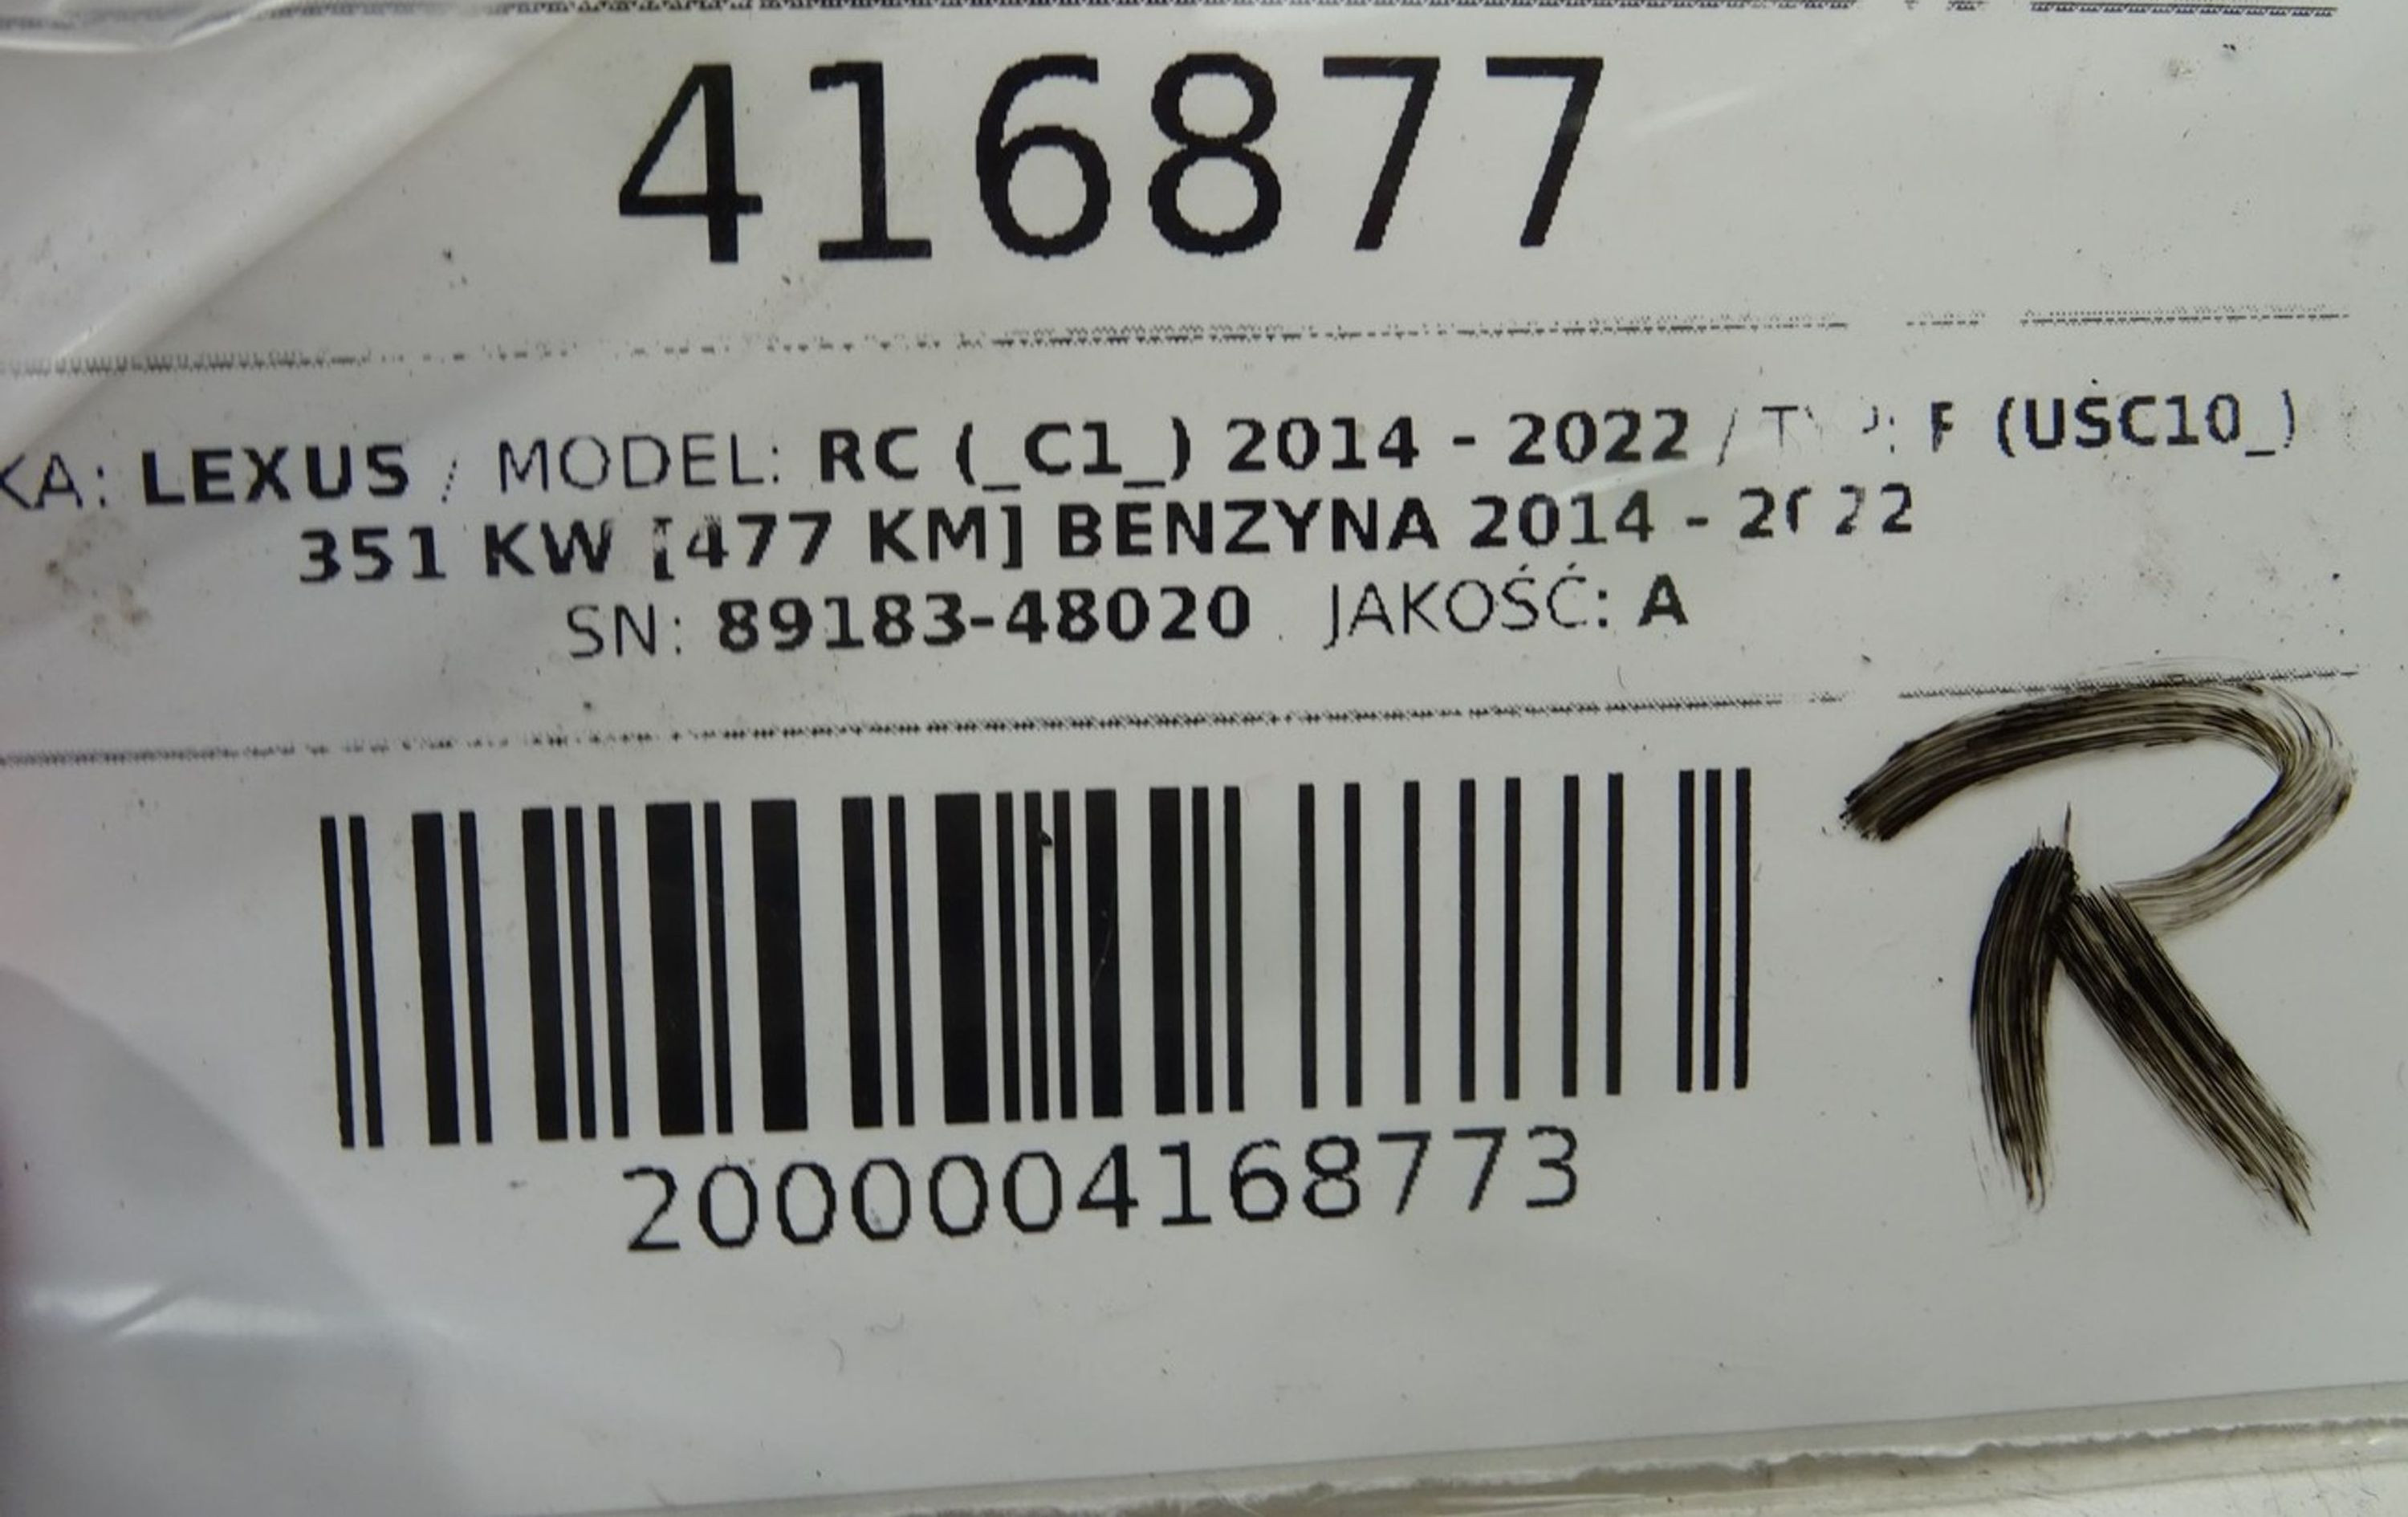 416877
KA: LEXUS / MODEL: RC (_C1_) 2014 - 2022 / TYP: F (USC10_)
351 KW [477 KM] BENZYNA 2014 - 2022
SN: 89183-48020 JAKOŚĆ: A
R
2000004168773